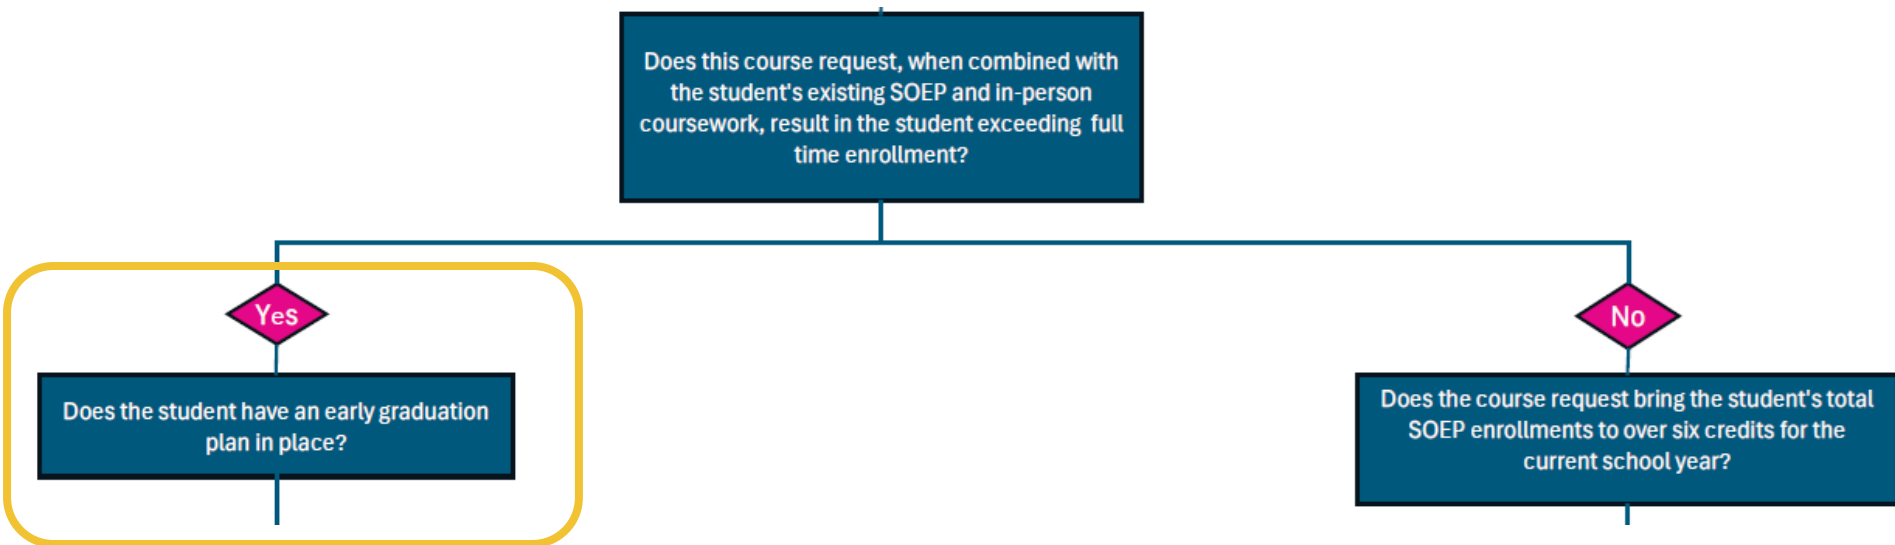 Does this course request, when combined with
the student's existing SOEP and in-person
coursework, result in the student exceeding full
time enrollment?
Yes
No
Does the student have an early graduation
plan in place?
Does the course request bring the student's total
SOEP enrollments to over six credits for the
current school year?